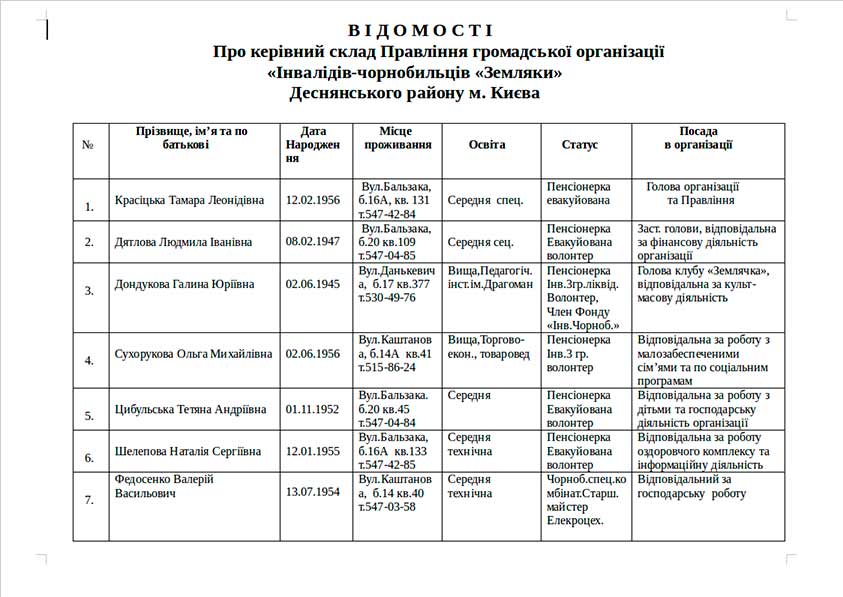 В І Д О М О С Т І
Про керівний склад Правління громадської організації
«Інвалідів-чорнобильців «Земляки»
Деснянського району м. Києва
№ Прізвище, ім’я та по батькові Дата Народжен ня Місце проживання Освіта Статус Посада в організації
1. Красіцька Тамара Леонідівна 12.02.1956 Вул.Бальзака, б.16А, кв. 131 т.547-42-84 Середня спец. Пенсіонерка евакуйована Голова організації та Правління
2. Дятлова Людмила Іванівна 08.02.1947 Вул.Бальзака, б.20 кв.109 т.547-04-85 Середня сец. Пенсіонерка Евакуйована волонтер Заст. голови, відповідальна за фінансову діяльність організації
3. Дондукова Галина Юріївна 02.06.1945 Вул.Данькевич а, б.17 кв.377 т.530-49-76 Вища,Педагогіч. інст.ім.Драгоман Пенсіонерка Інв.3гр.ліквід. Волонтер, Член Фонду «Інв.Чорноб.» Голова клубу «Землячка», відповідальна за культ- масову діяльність
4. Сухорукова Ольга Михайлівна 02.06.1956 Вул.Каштанов а, б.14А кв.41 т.515-86-24 Вища,Торгово- екон., товаровед Пенсіонерка Інв.3 гр. волонтер Відповідальна за роботу з малозабеспеченими сім’ями та по соціальним програмам
5. Цибульська Тетяна Андріївна 01.11.1952 Вул.Бальзака. б.20 кв.45 т.547-04-84 Середня Пенсіонерка Евакуйована волонтер Відповідальна за роботу з дітьми та господарську діяльність організації
6. Шелепова Наталія Сергіївна 12.01.1955 Вул.Бальзака, б.16А кв.133 т.547-42-85 Середня технічна Пенсіонерка Евакуйована волонтер Відповідальна за роботу оздоровчого комплексу та інформаційну діяльність
7. Федосенко Валерій Васильович 13.07.1954 Вул.Каштанов а, б.14 кв.40 т.547-03-58 Середня технічна Чорноб.спец.ко мбінат.Старш. майстер Елекроцех. Відповідальний за господарську роботу